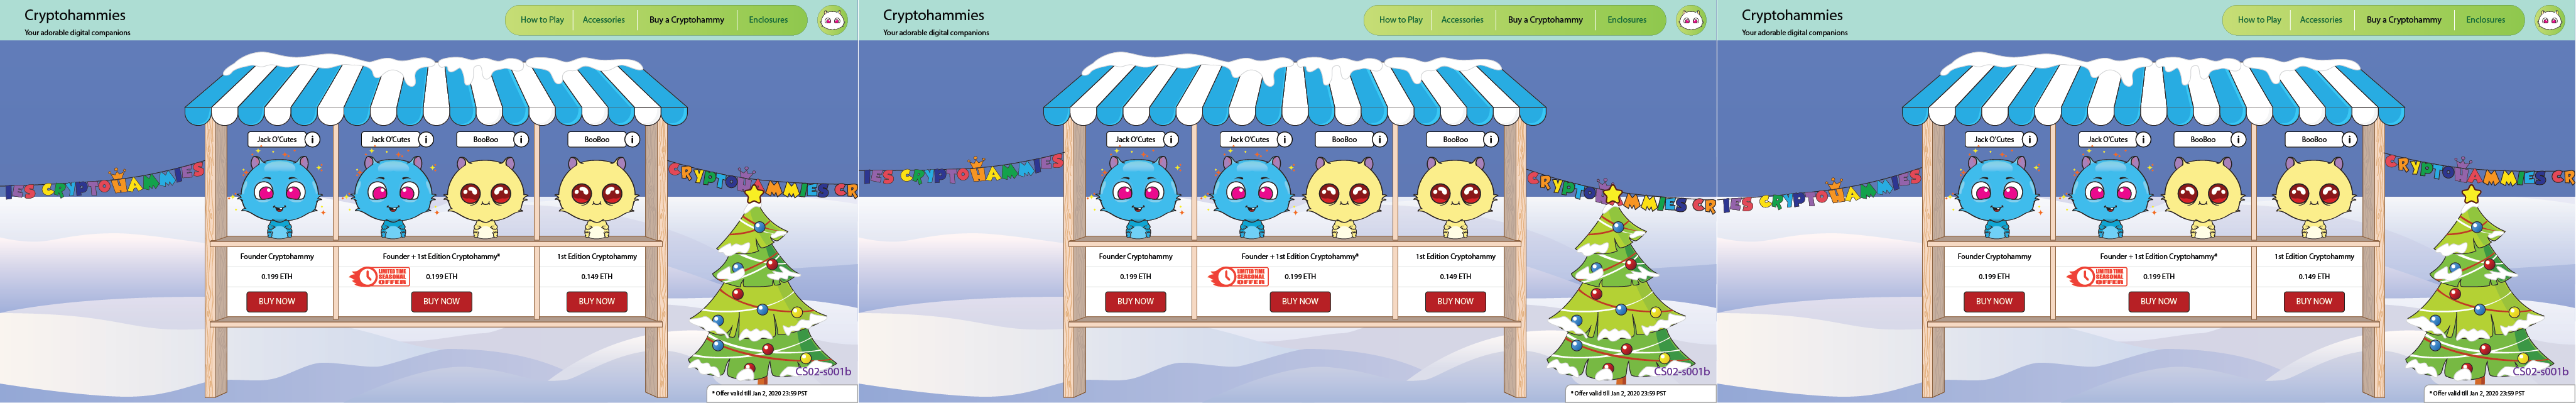 Cryptohammies
Your adorable digital companions
How to Play Accessories Buy a Cryptohammy Enclosures
Jack O'Cutes i Jack O'Cutes i BooBoo i BooBoo i
IES CRYPTOHAMMIES
CRYPTOHAMMIES CR
Founder Cryptohammy Founder + 1st Edition Cryptohammy* 1st Edition Cryptohammy
0.199 ETH LIMITED TIME SEASONAL OFFER 0.199 ETH 0.149 ETH
BUY NOW BUY NOW BUY NOW
CS02-s001b
* Offer valid till Jan 2, 2020 23:59 PST
Cryptohammies
Your adorable digital companions
How to Play Accessories Buy a Cryptohammy Enclosures
Jack O'Cutes i Jack O'Cutes i BooBoo i BooBoo i
IES CRYPTOHAMMIES
CRYPTOHAMMIES CR
Founder Cryptohammy Founder + 1st Edition Cryptohammy* 1st Edition Cryptohammy
0.199 ETH LIMITED TIME SEASONAL OFFER 0.199 ETH 0.149 ETH
BUY NOW BUY NOW BUY NOW
CS02-s001b
* Offer valid till Jan 2, 2020 23:59 PST
Cryptohammies
Your adorable digital companions
How to Play Accessories Buy a Cryptohammy Enclosures
Jack O'Cutes i Jack O'Cutes i BooBoo i BooBoo i
IES CRYPTOHAMMIES
CRYPTOHAMMIES CR
Founder Cryptohammy Founder + 1st Edition Cryptohammy* 1st Edition Cryptohammy
0.199 ETH LIMITED TIME SEASONAL OFFER 0.199 ETH 0.149 ETH
BUY NOW BUY NOW BUY NOW
CS02-s001b
* Offer valid till Jan 2, 2020 23:59 PST